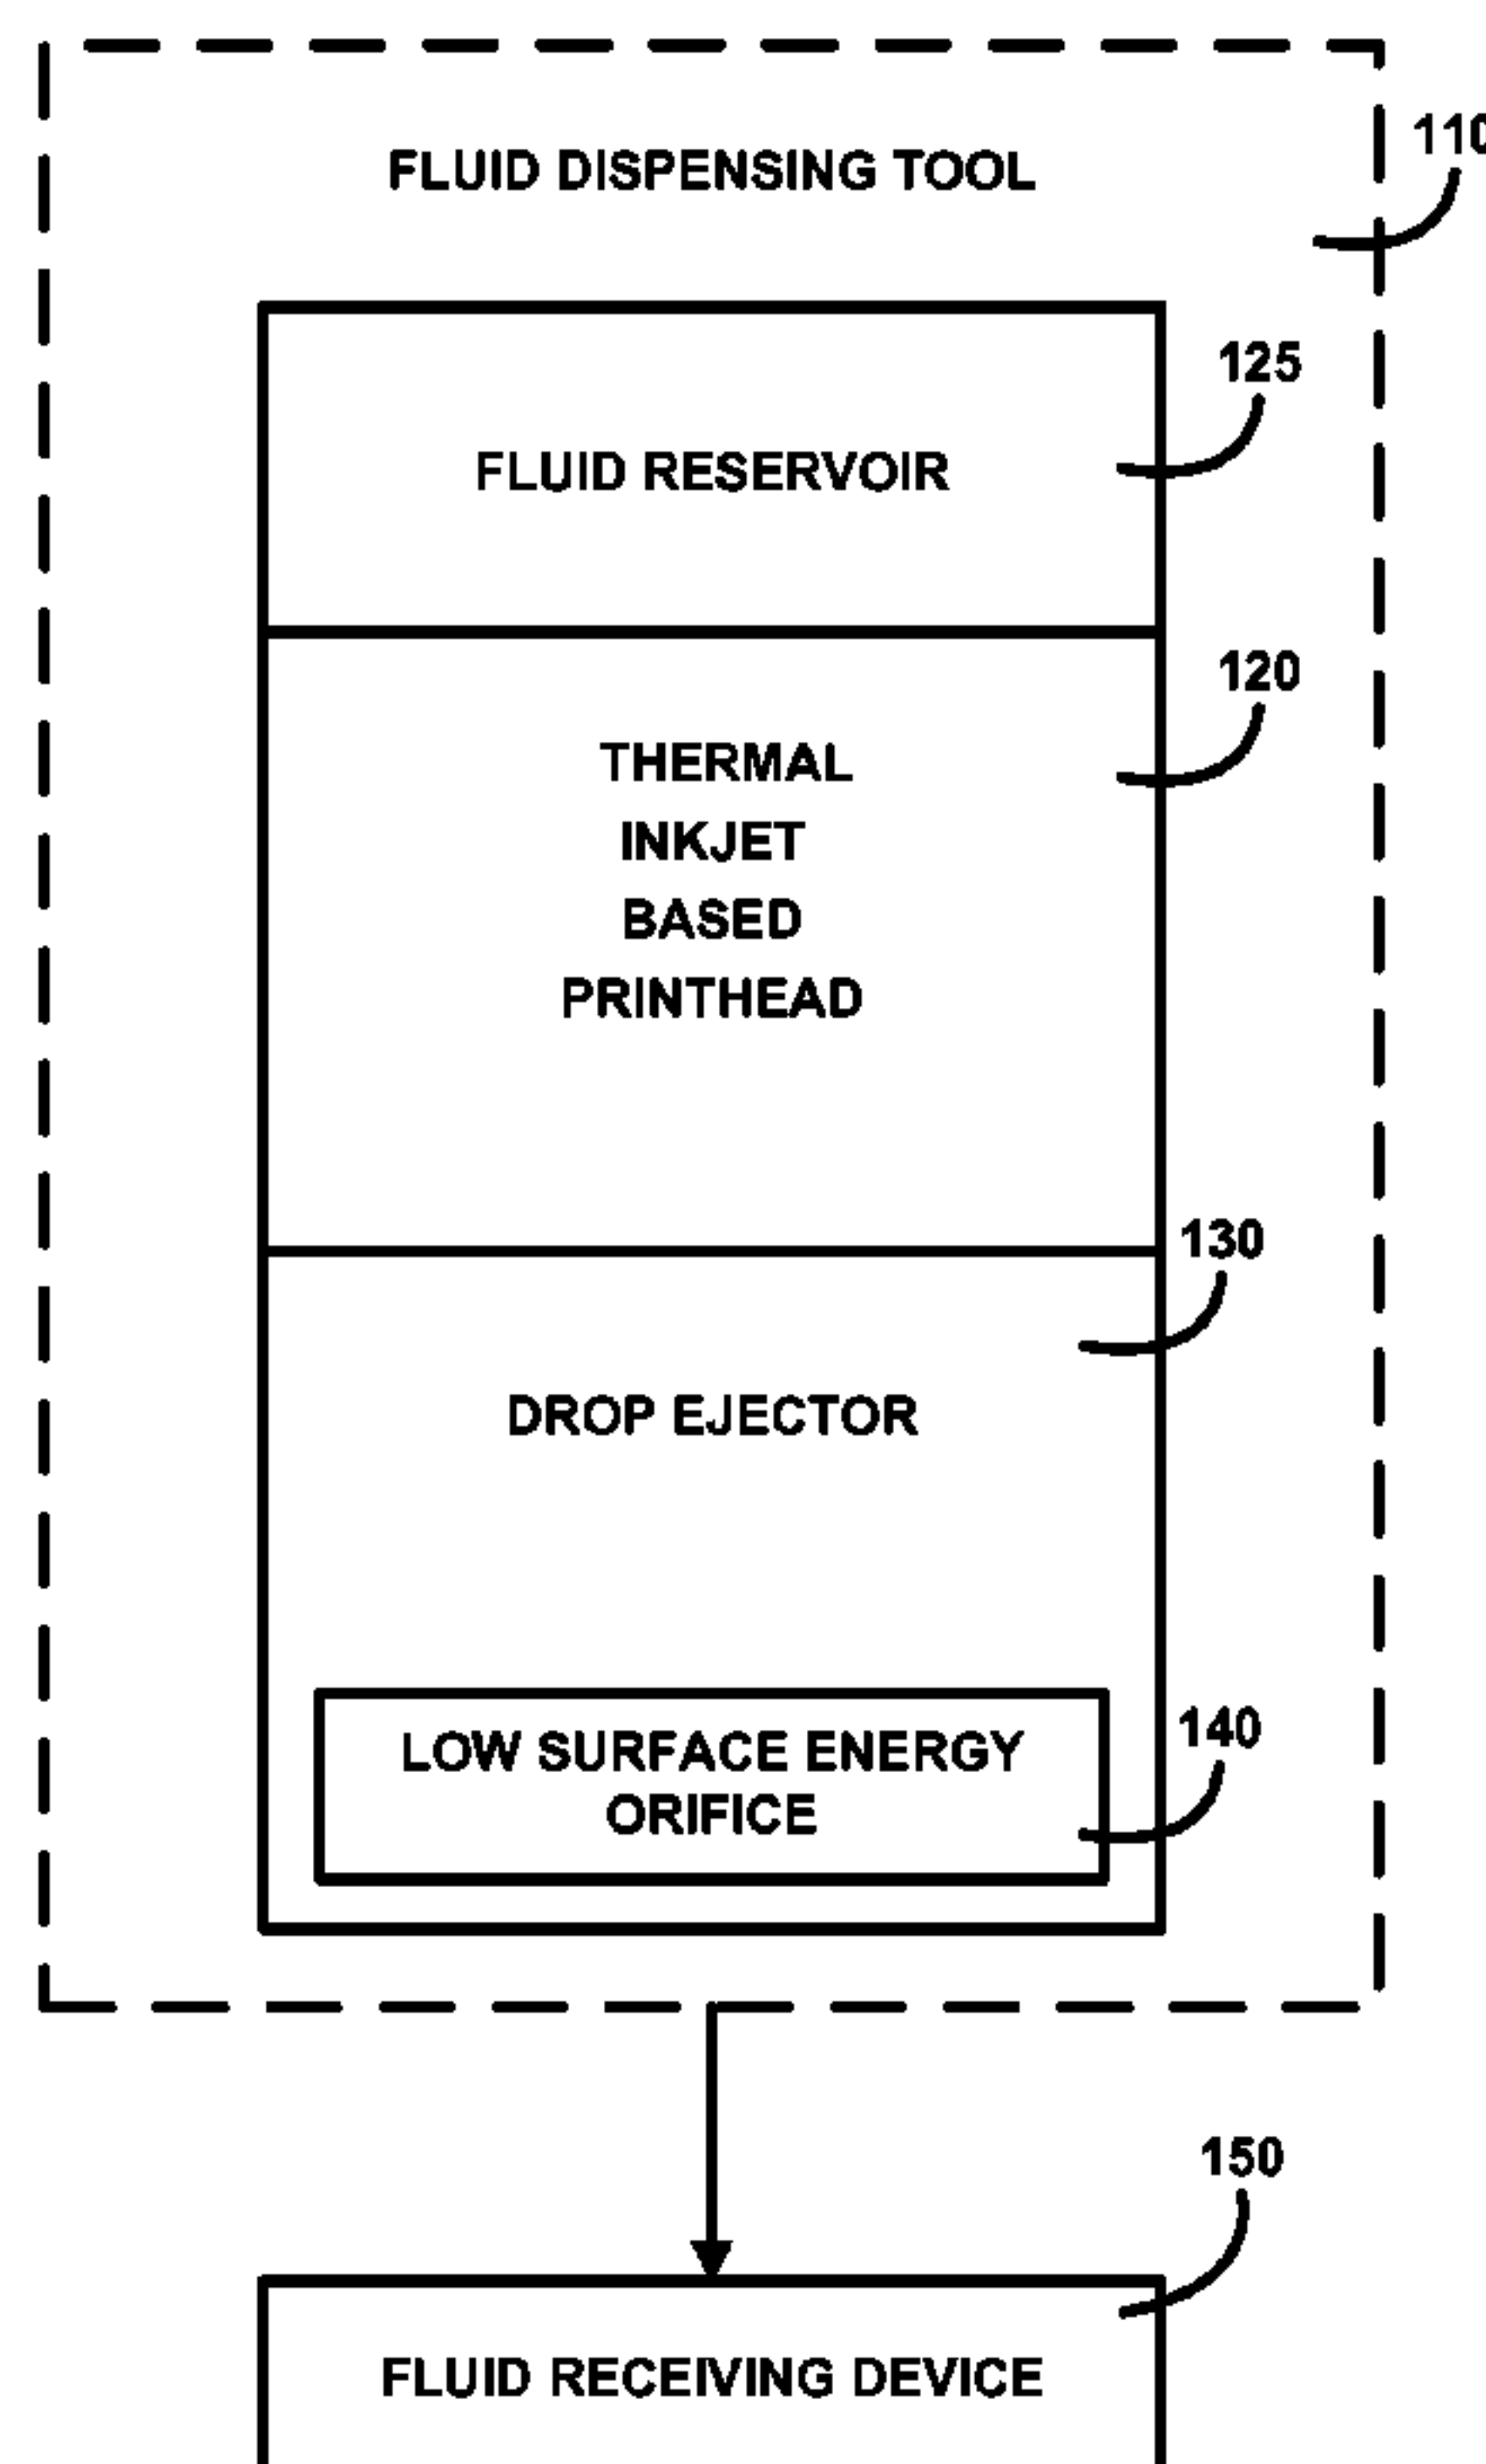 110
FLUID DISPENSING TOOL
125
FLUID RESERVOIR
120
THERMAL
INKJET
BASED
PRINTHEAD
130
DROP EJECTOR
140
LOW SURFACE ENERGY
ORIFICE
150
FLUID RECEIVING DEVICE